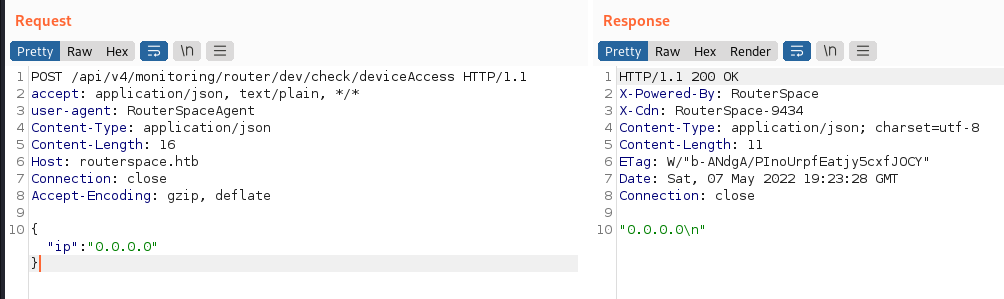 Request
Pretty Raw Hex \n
1 POST /api/v4/monitoring/router/dev/check/deviceAccess HTTP/1.1
2 accept: application/json, text/plain, */*
3 user-agent: RouterSpaceAgent
4 Content-Type: application/json
5 Content-Length: 16
6 Host: routerspace.htb
7 Connection: close
8 Accept-Encoding: gzip, deflate
9
10 {
"ip":"0.0.0.0"
}
Response
Pretty Raw Hex Render \n
1 HTTP/1.1 200 OK
2 X-Powered-By: RouterSpace
3 X-Cdn: RouterSpace-9434
4 Content-Type: application/json; charset=utf-8
5 Content-Length: 11
6 ETag: W/"b-ANdgA/PInoUrpfEatjy5cxfJOCY"
7 Date: Sat, 07 May 2022 19:23:28 GMT
8 Connection: close
9
10 "0.0.0.0\n"